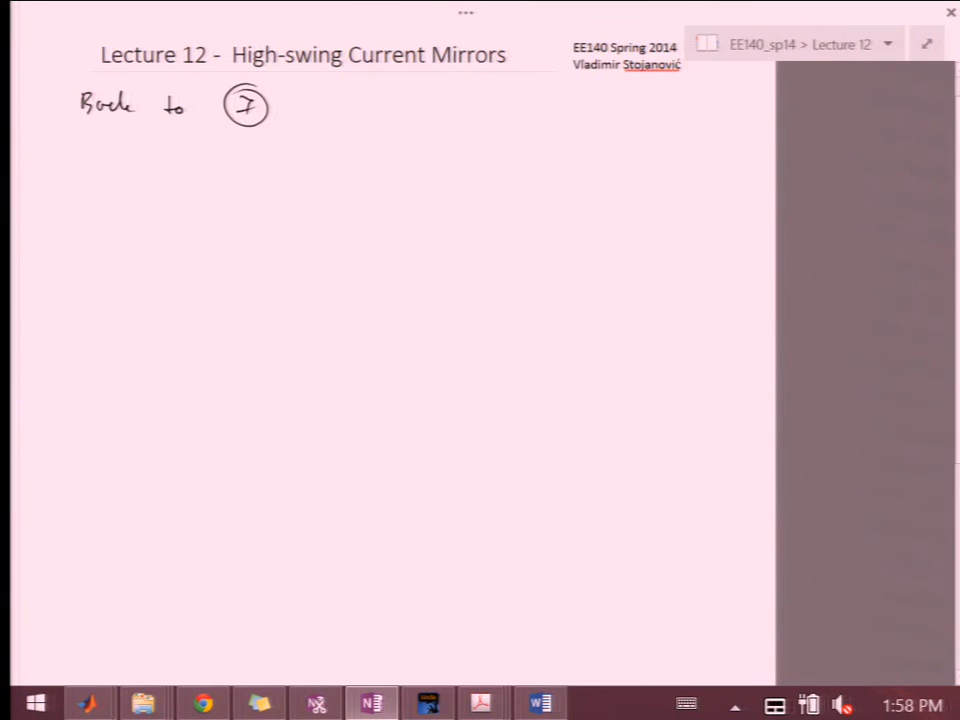 Lecture 12 - High-swing Current Mirrors
EE140 Spring 2014
Vladimir Stojanović
EE140_sp14 > Lecture 12
Back to
1:58 PM